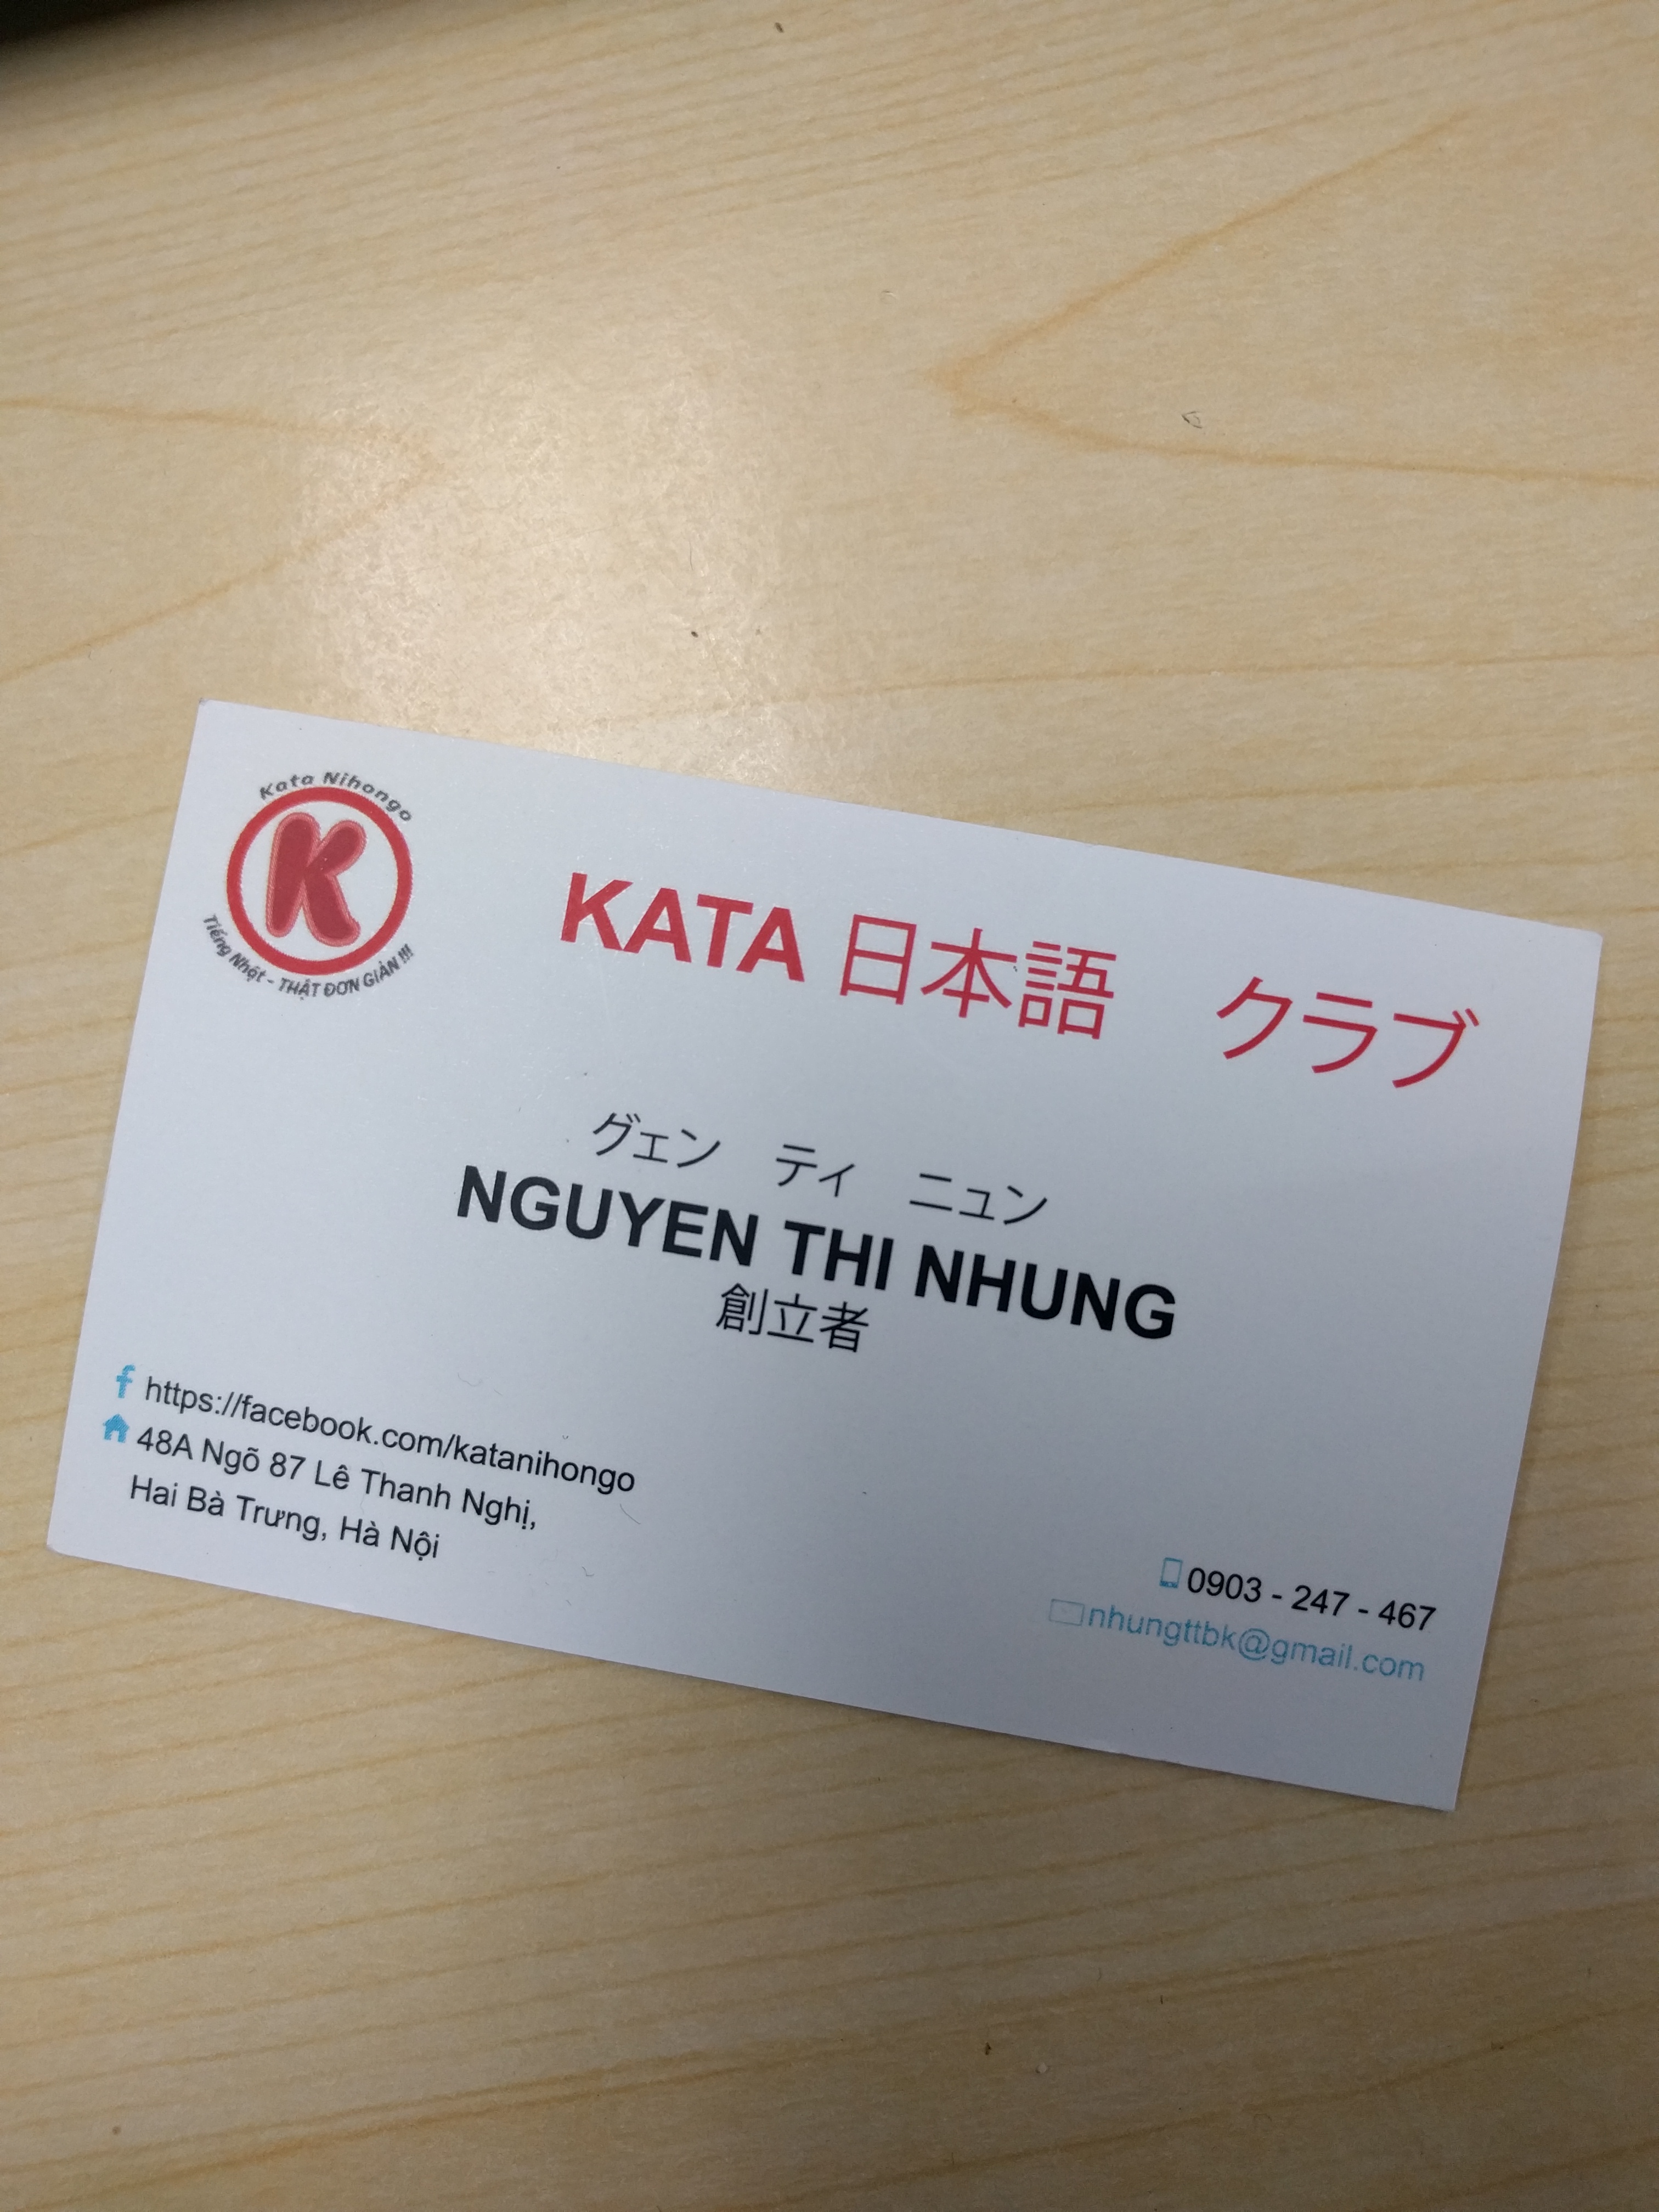 Kata Nihongo
K
Tiếng Nhật - THẬT ĐƠN GIẢN !!!
KATA 日本語　クラブ
グェン　ティ　ニュン
NGUYEN THI NHUNG
創立者
https://facebook.com/katanihongo
48A Ngõ 87 Lê Thanh Nghị,
Hai Bà Trưng, Hà Nội
0903 - 247 - 467
nhungttbk@gmail.com